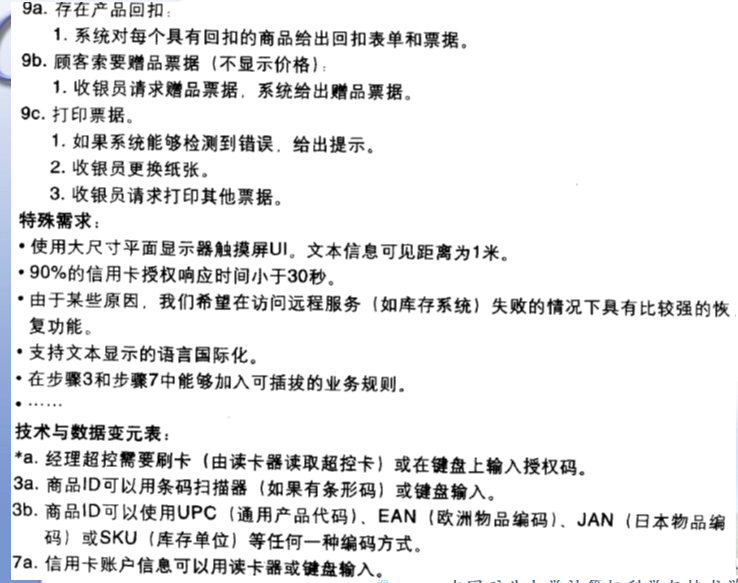 9a. 存在产品回扣：
1. 系统对每个具有回扣的商品给出回扣表单和票据。
9b. 顾客索要赠品票据（不显示价格）：
1. 收银员请求赠品票据，系统给出赠品票据。
9c. 打印票据。
1. 如果系统能够检测到错误，给出提示。
2. 收银员更换纸张。
3. 收银员请求打印其他票据。
特殊需求：
• 使用大尺寸平面显示器触摸屏UI。文本信息可见距离为1米。
• 90%的信用卡授权响应时间小于30秒。
• 由于某些原因，我们希望在访问远程服务（如库存系统）失败的情况下具有比较强的恢
复功能。
• 支持文本显示的语言国际化。
• 在步骤3和步骤7中能够加入可插拔的业务规则。
• ……
技术与数据变元表：
*a. 经理超控需要刷卡（由读卡器读取超控卡）或在键盘上输入授权码。
3a. 商品ID可以用条码扫描器（如果有条形码）或键盘输入。
3b. 商品ID可以使用UPC（通用产品代码）、EAN（欧洲物品编码）、JAN（日本物品编
码）或SKU（库存单位）等任何一种编码方式。
7a. 信用卡账户信息可以用读卡器或键盘输入。